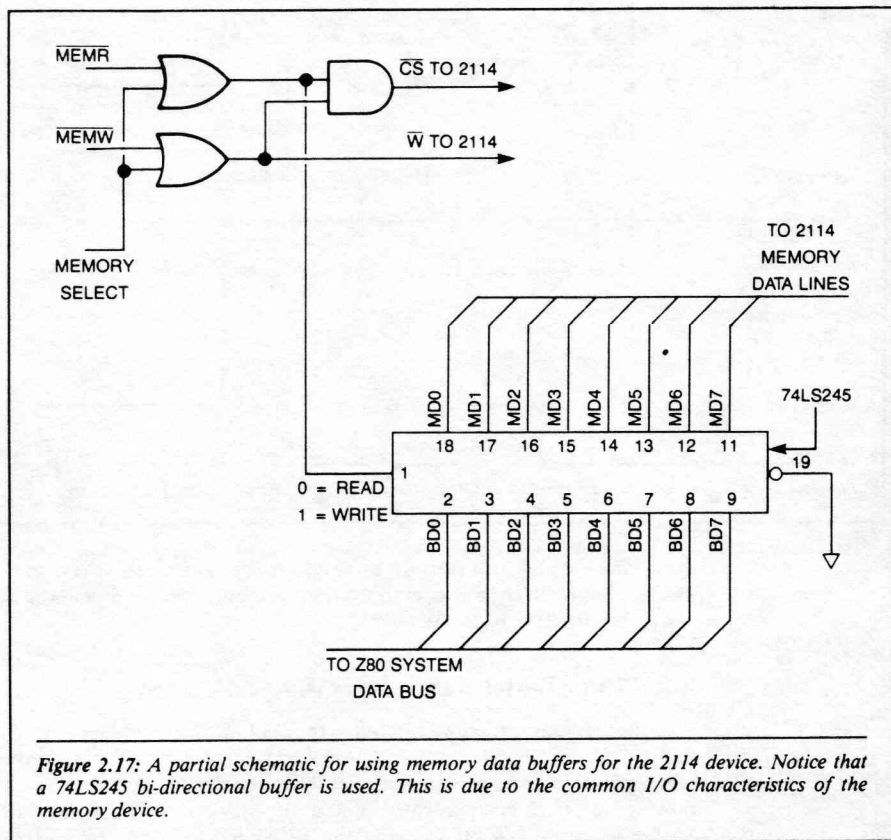 MEMR
CS TO 2114
MEMW
W TO 2114
MEMORY
SELECT
TO 2114
MEMORY
DATA LINES
74LS245
MD0 MD1 MD2 MD3 MD4 MD5 MD6 MD7
18 17 16 15 14 13 12 11
19
1
0 = READ
1 = WRITE
2 3 4 5 6 7 8 9
BD0 BD1 BD2 BD3 BD4 BD5 BD6 BD7
TO Z80 SYSTEM
DATA BUS
Figure 2.17: A partial schematic for using memory data buffers for the 2114 device. Notice that
a 74LS245 bi-directional buffer is used. This is due to the common I/O characteristics of the
memory device.